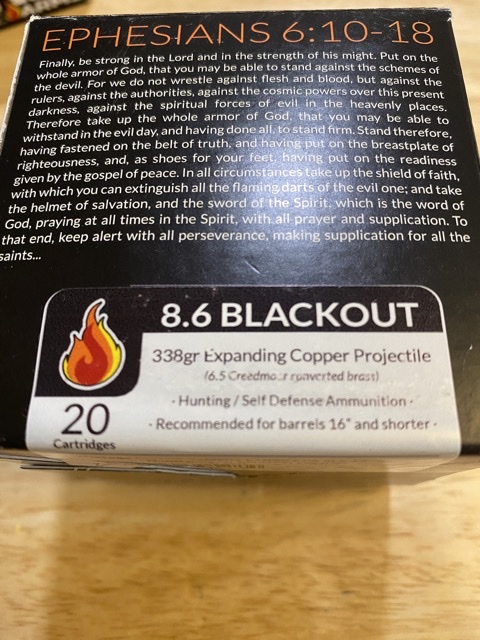 EPHESIANS 6:10-18
Finally, be strong in the Lord and in the strength of his might. Put on the
whole armor of God, that you may be able to stand against the schemes of
the devil. For we do not wrestle against flesh and blood, but against the
rulers, against the authorities, against the cosmic powers over this present
darkness, against the spiritual forces of evil in the heavenly places.
Therefore take up the whole armor of God, that you may be able to
withstand in the evil day, and having done all, to stand firm. Stand therefore,
having fastened on the belt of truth, and having put on the breastplate of
righteousness, and, as shoes for your feet, having put on the readiness
given by the gospel of peace. In all circumstances take up the shield of faith,
with which you can extinguish all the flaming darts of the evil one; and take
the helmet of salvation, and the sword of the Spirit, which is the word of
God, praying at all times in the Spirit, with all prayer and supplication. To
that end, keep alert with all perseverance, making supplication for all the
saints...
8.6 BLACKOUT
338gr Expanding Copper Projectile
(6.5 Creedmoor converted brass)
· Hunting / Self Defense Ammunition ·
· Recommended for barrels 16" and shorter ·
20
Cartridges